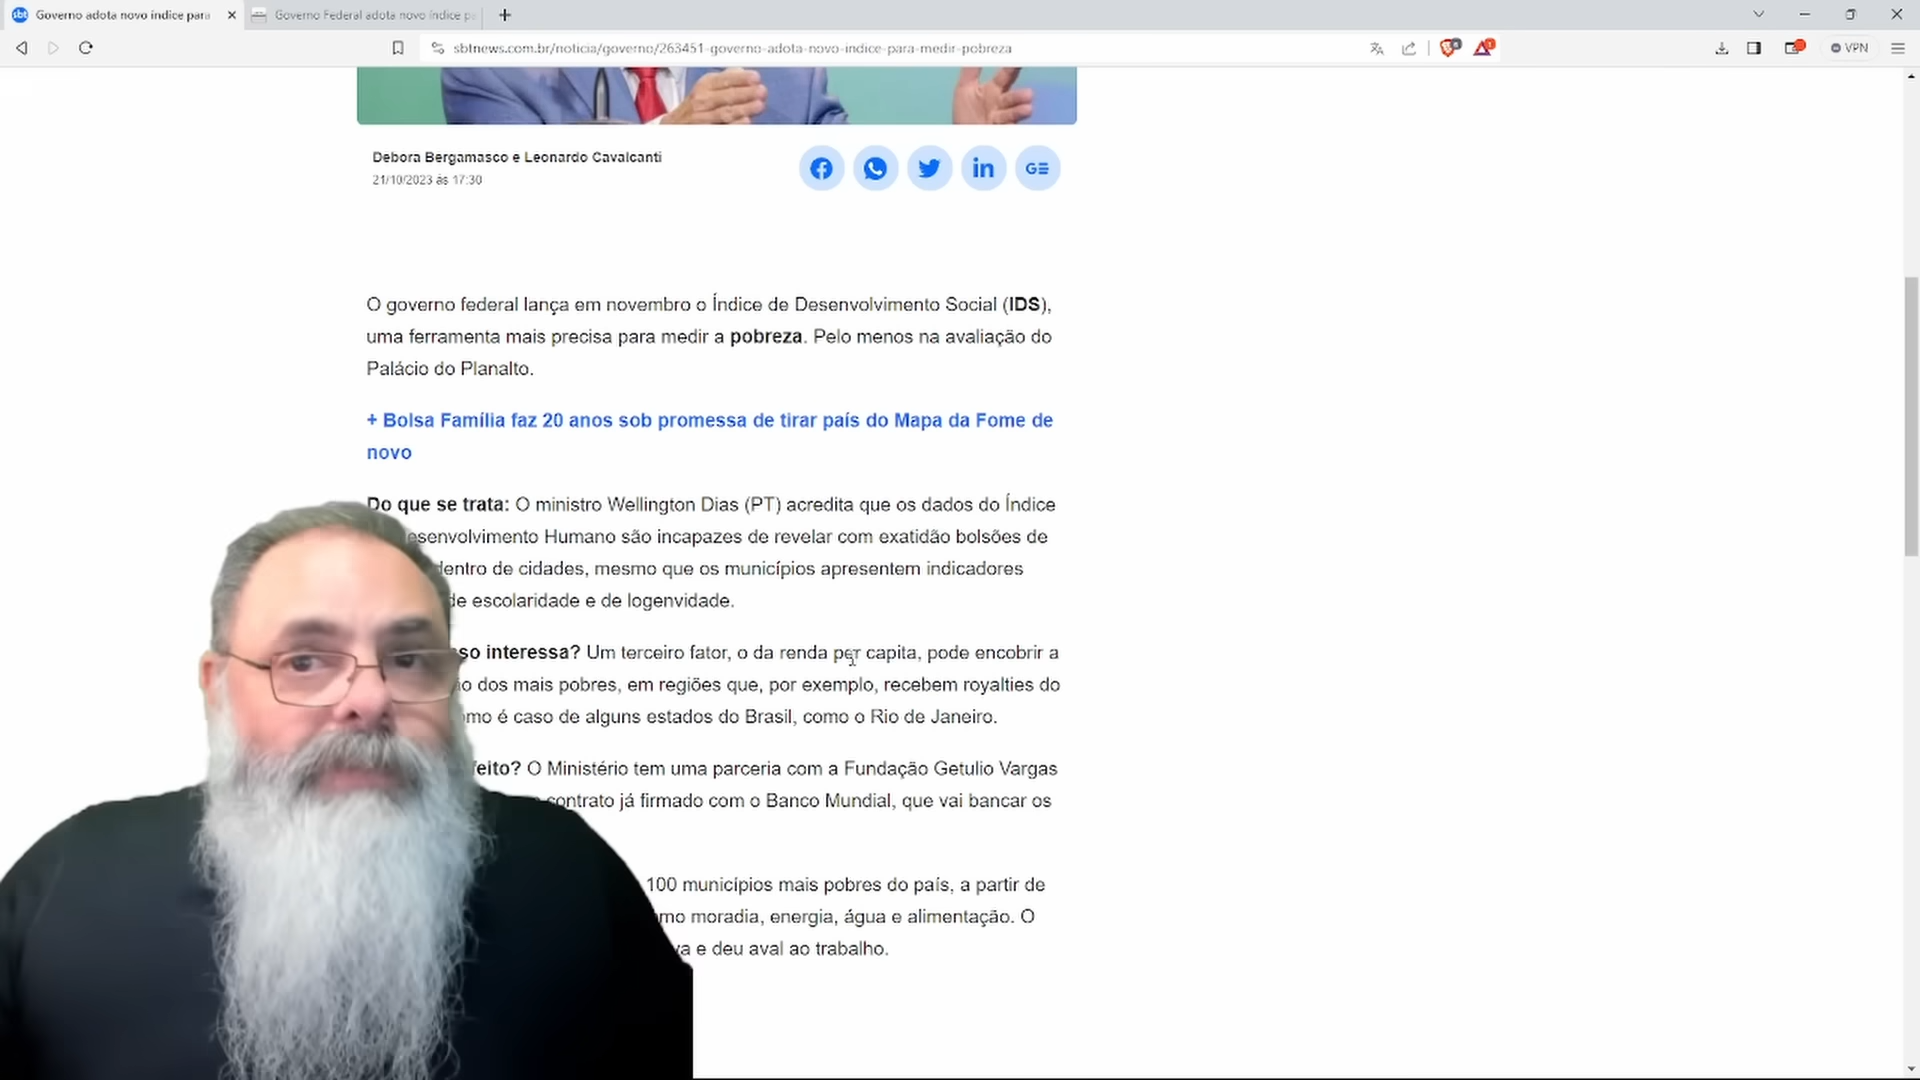 Governo adota novo índice para
Governo Federal adota novo índice pa
sbtnews.com.br/noticia/governo/263451-governo-adota-novo-indice-para-medir-pobreza
VPN
Debora Bergamasco e Leonardo Cavalcanti
21/10/2023 às 17:30
O governo federal lança em novembro o Índice de Desenvolvimento Social (IDS),
uma ferramenta mais precisa para medir a pobreza. Pelo menos na avaliação do
Palácio do Planalto.
+ Bolsa Família faz 20 anos sob promessa de tirar país do Mapa da Fome de
novo
Do que se trata: O ministro Wellington Dias (PT) acredita que os dados do Índice
esenvolvimento Humano são incapazes de revelar com exatidão bolsões de
dentro de cidades, mesmo que os municípios apresentem indicadores
de escolaridade e de logenvidade.
so interessa? Um terceiro fator, o da renda per capita, pode encobrir a
dos mais pobres, em regiões que, por exemplo, recebem royalties do
mo é caso de alguns estados do Brasil, como o Rio de Janeiro.
feito? O Ministério tem uma parceria com a Fundação Getulio Vargas
contrato já firmado com o Banco Mundial, que vai bancar os
100 municípios mais pobres do país, a partir de
mo moradia, energia, água e alimentação. O
va e deu aval ao trabalho.